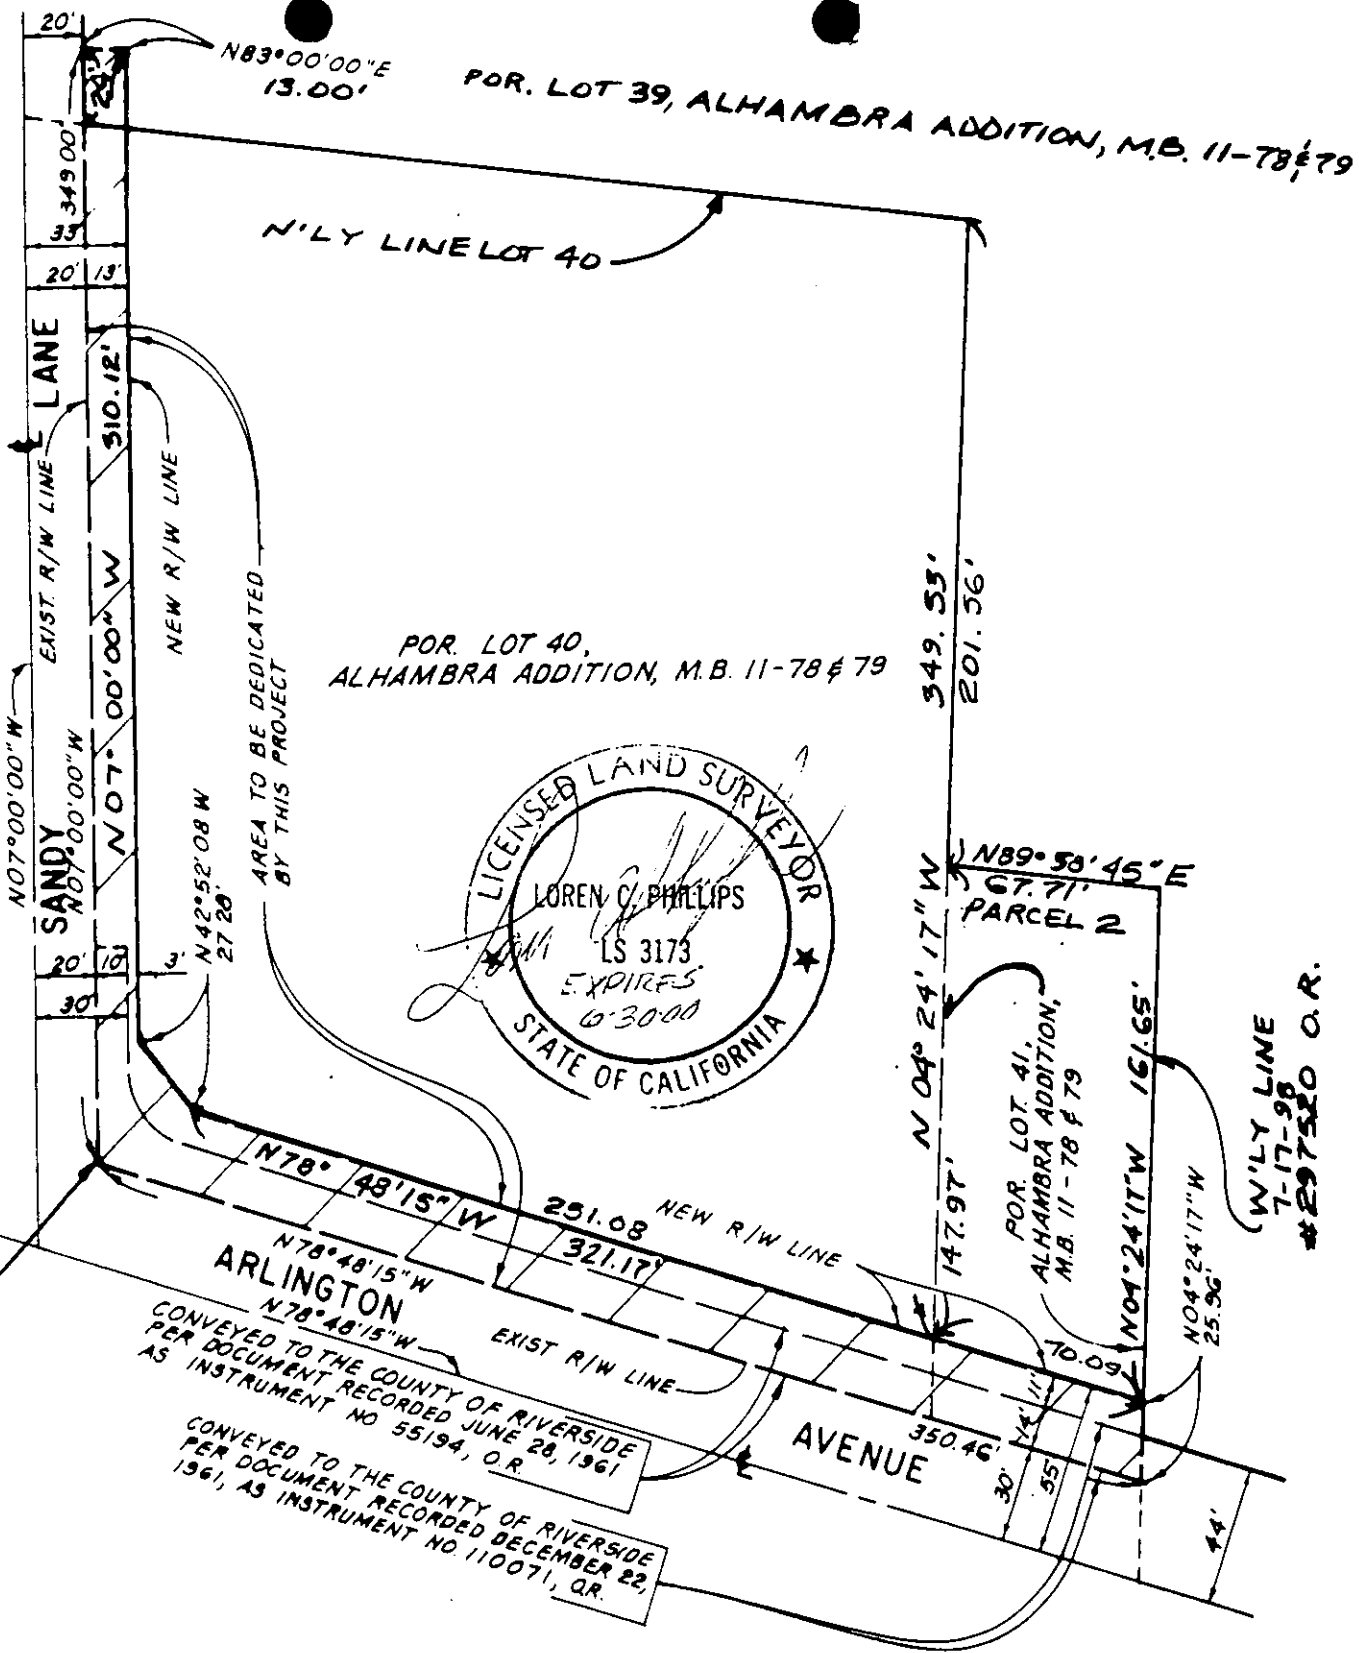 20'
N83°00'00"E
13.00'
POR. LOT 39, ALHAMBRA ADDITION, M.B. 11-78 & 79
349.00'
33'
20' 13'
N'LY LINE LOT 40
SANDY LANE
EXIST. R/W LINE
310.12'
N07°00'00" W
NEW R/W LINE
N07°00'00"W
N07°00'00"W
AREA TO BE DEDICATED
BY THIS PROJECT
POR. LOT 40,
ALHAMBRA ADDITION, M.B. 11-78 & 79
349.53'
201.56'
N 04° 24' 17" W
147.97'
LICENSED LAND SURVEYOR
LOREN C. PHILLIPS
LS 3173
EXPIRES
6-30-00
STATE OF CALIFORNIA
N89°58'45"E
67.71'
PARCEL 2
N42°52'08 W
27.28'
20' 10' 3'
30'
POR. LOT 41,
ALHAMBRA ADDITION,
M.B. 11-78 & 79
N04°24'17"W 161.65'
W'LY LINE
7-17-98
#297520 O.R.
N04°24'17"W
25.96'
N78° 48'15" W
251.08
321.17'
NEW R/W LINE
70.09
N78°48'15"W
ARLINGTON
N78°48'15"W
EXIST R/W LINE
350.46'
AVENUE
11'
14'
30'
55'
44'
CONVEYED TO THE COUNTY OF RIVERSIDE
PER DOCUMENT RECORDED JUNE 28, 1961
AS INSTRUMENT NO 55194, O.R.
CONVEYED TO THE COUNTY OF RIVERSIDE
PER DOCUMENT RECORDED DECEMBER 22,
1961, AS INSTRUMENT NO. 110071, O.R.